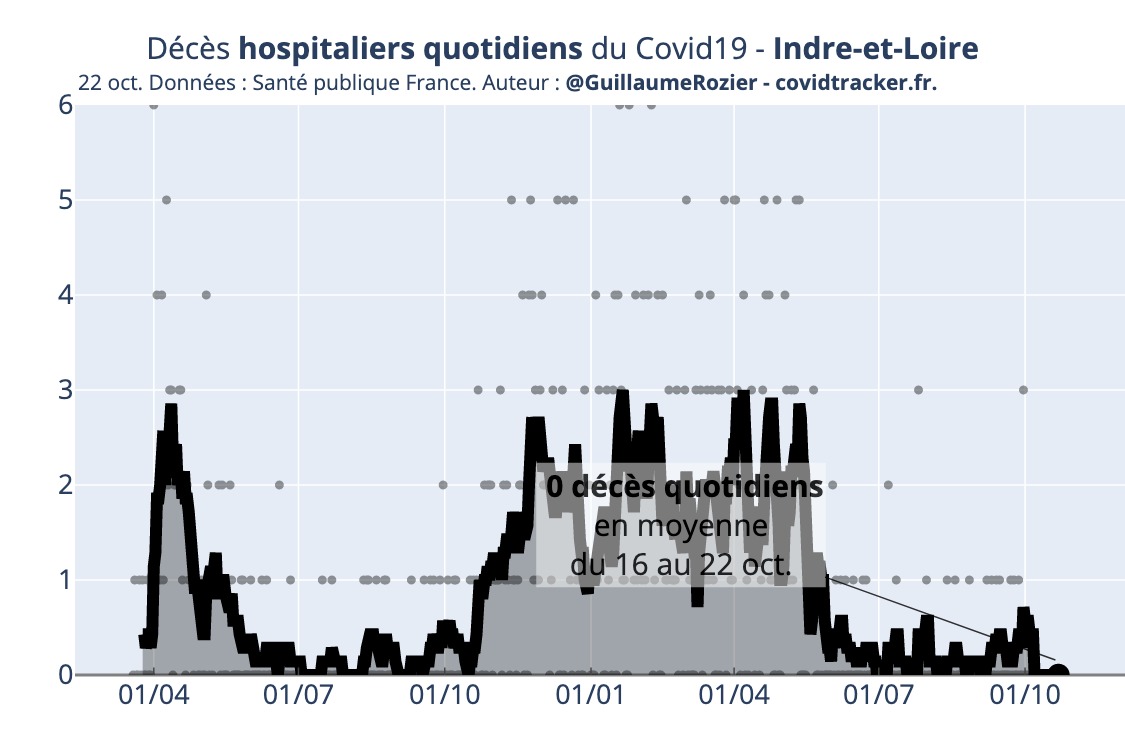 Décès hospitaliers quotidiens du Covid19 - Indre-et-Loire
22 oct. Données : Santé publique France. Auteur : @GuillaumeRozier - covidtracker.fr.
6
5
4
3
2
1
0
0 décès quotidiens
en moyenne
du 16 au 22 oct.
01/04 01/07 01/10 01/01 01/04 01/07 01/10